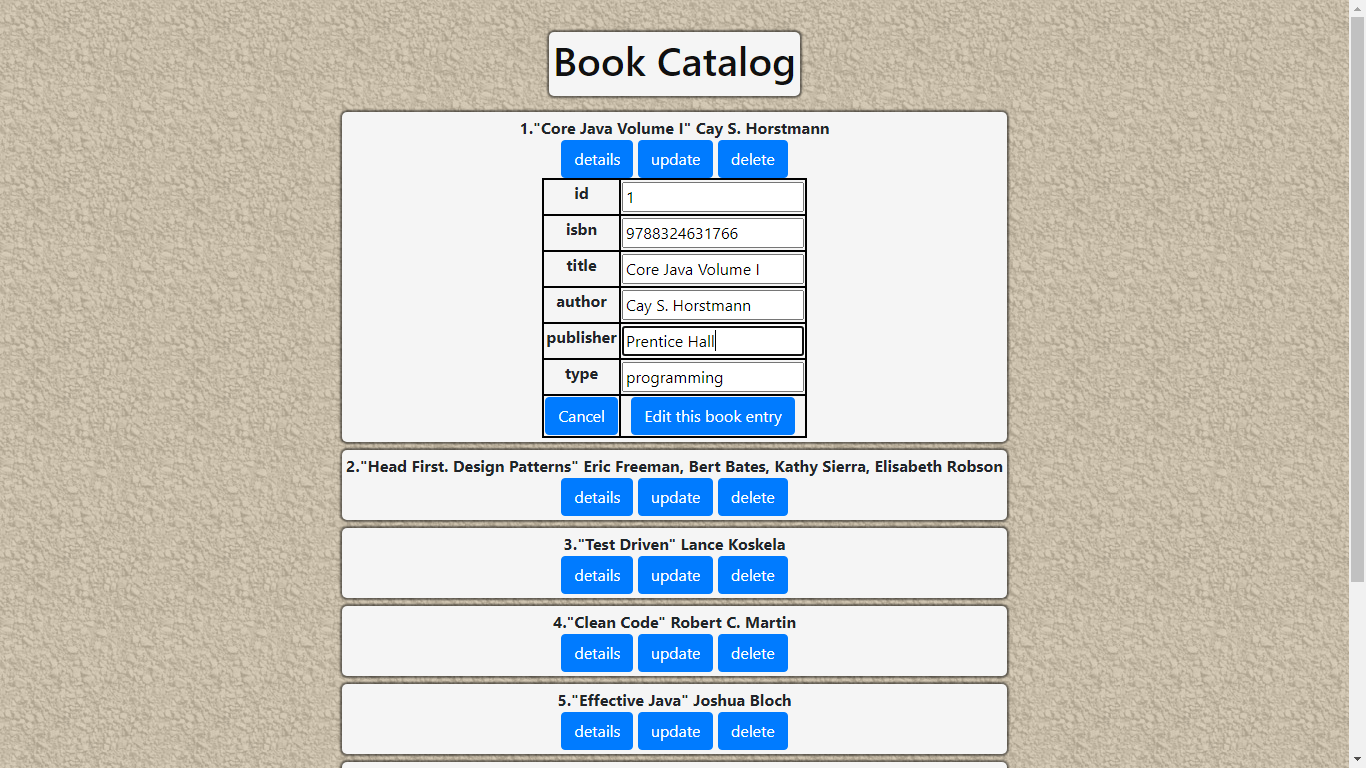 Book Catalog
1."Core Java Volume I" Cay S. Horstmann
details update delete
id 1
isbn 9788324631766
title Core Java Volume I
author Cay S. Horstmann
publisher Prentice Hall
type programming
Cancel Edit this book entry
2."Head First. Design Patterns" Eric Freeman, Bert Bates, Kathy Sierra, Elisabeth Robson
details update delete
3."Test Driven" Lance Koskela
details update delete
4."Clean Code" Robert C. Martin
details update delete
5."Effective Java" Joshua Bloch
details update delete